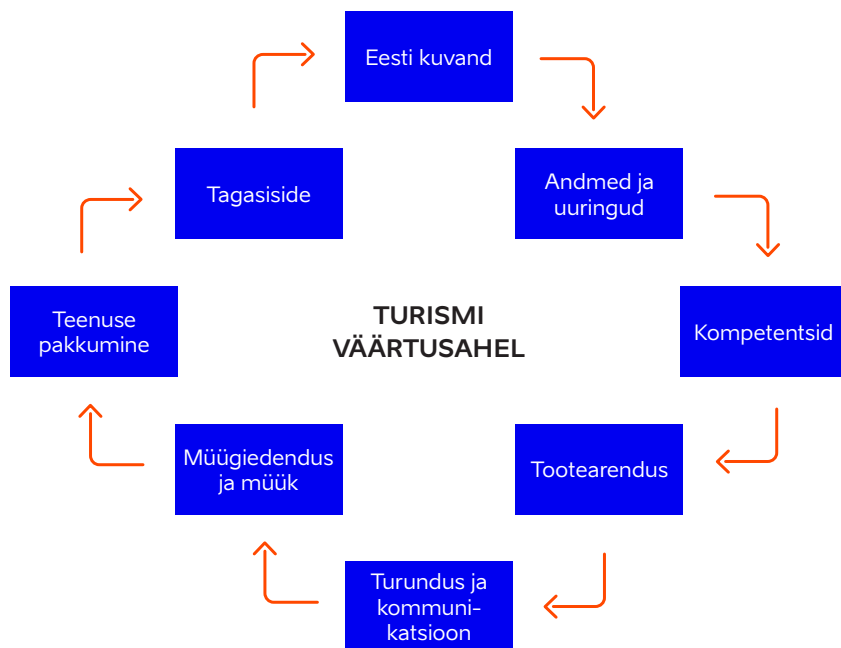 Eesti kuvand
Andmed ja
uuringud
Kompetentsid
Tootearendus
Turundus ja
kommuni-
katsioon
Müügiedendus
ja müük
Teenuse
pakkumine
Tagasiside
TURISMI
VÄÄRTUSAHEL